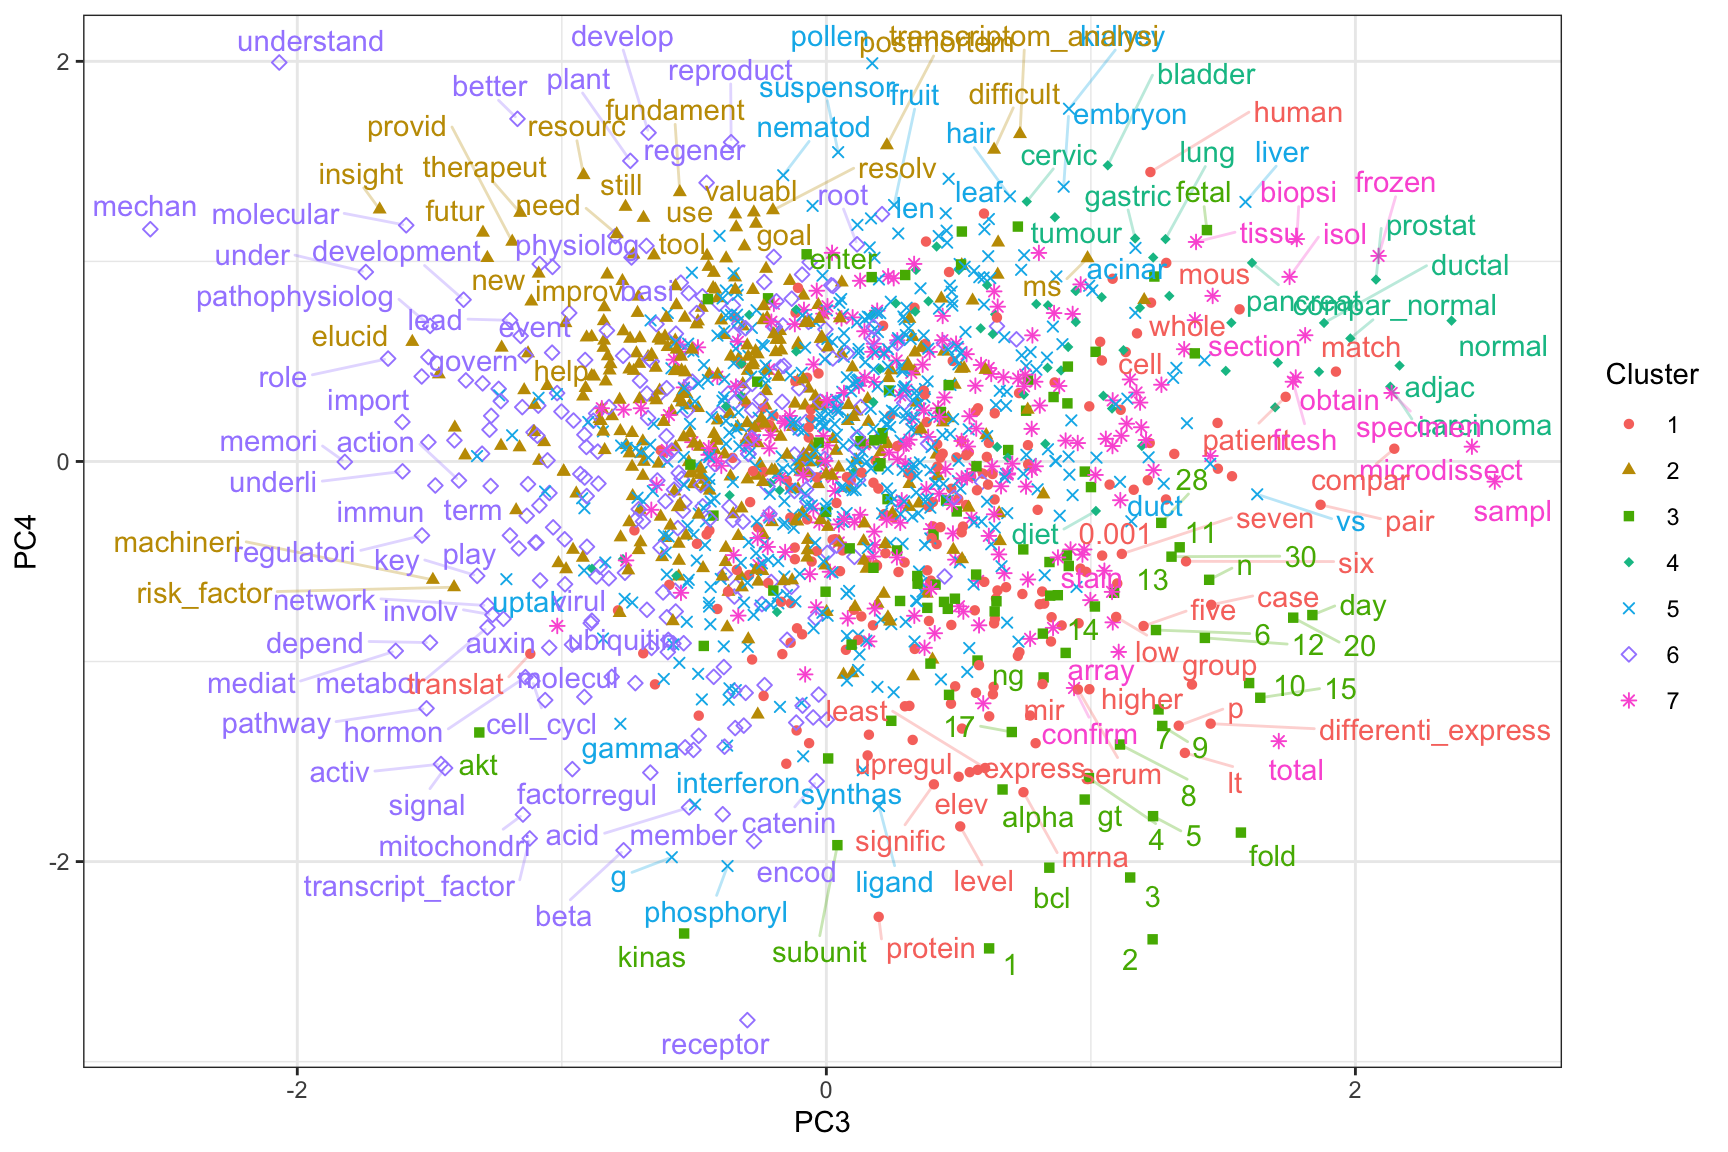 understand
develop
pollen
postmortem
transcriptom_analysi
kidney
better
plant
reproduct
suspensor
fruit
difficult
bladder
fundament
embryon
human
provid
resourc
nematod
hair
regener
cervic
lung
liver
insight
therapeut
still
valuabl
resolv
leaf
gastric
fetal
biopsi
frozen
mechan
molecular
futur
need
use
root
len
tumour
tissu
isol
prostat
under
development
physiolog
tool
goal
enter
acinar
mous
ductal
pathophysiolog
new
improv
basi
ms
pancreat
compar_normal
lead
event
whole
elucid
govern
section
match
normal
role
help
cell
import
obtain
adjac
memori
action
patient
fresh
specimen
carcinoma
underli
28
compar
microdissect
immun
term
diet
duct
vs
pair
sampl
machineri
regulatori
key
play
0.001
11
seven
risk_factor
network
involv
uptak
virul
stain
13
n
30
six
depend
auxin
ubiquitin
14
five
case
day
mediat
metabol
translat
molecul
ng
array
low
group
6
12
20
pathway
hormon
cell_cycl
least
mir
higher
p
10
15
activ
akt
gamma
17
confirm
7
9
differenti_express
signal
factor
regul
interferon
synthas
upregul
express
serum
lt
total
mitochondri
acid
member
catenin
elev
alpha
gt
8
transcript_factor
encod
signific
mrna
4
5
fold
beta
g
phosphoryl
ligand
level
bcl
3
kinas
subunit
protein
1
2
receptor
2
0
-2
-2
0
2
PC3
PC4
Cluster
1
2
3
4
5
6
7